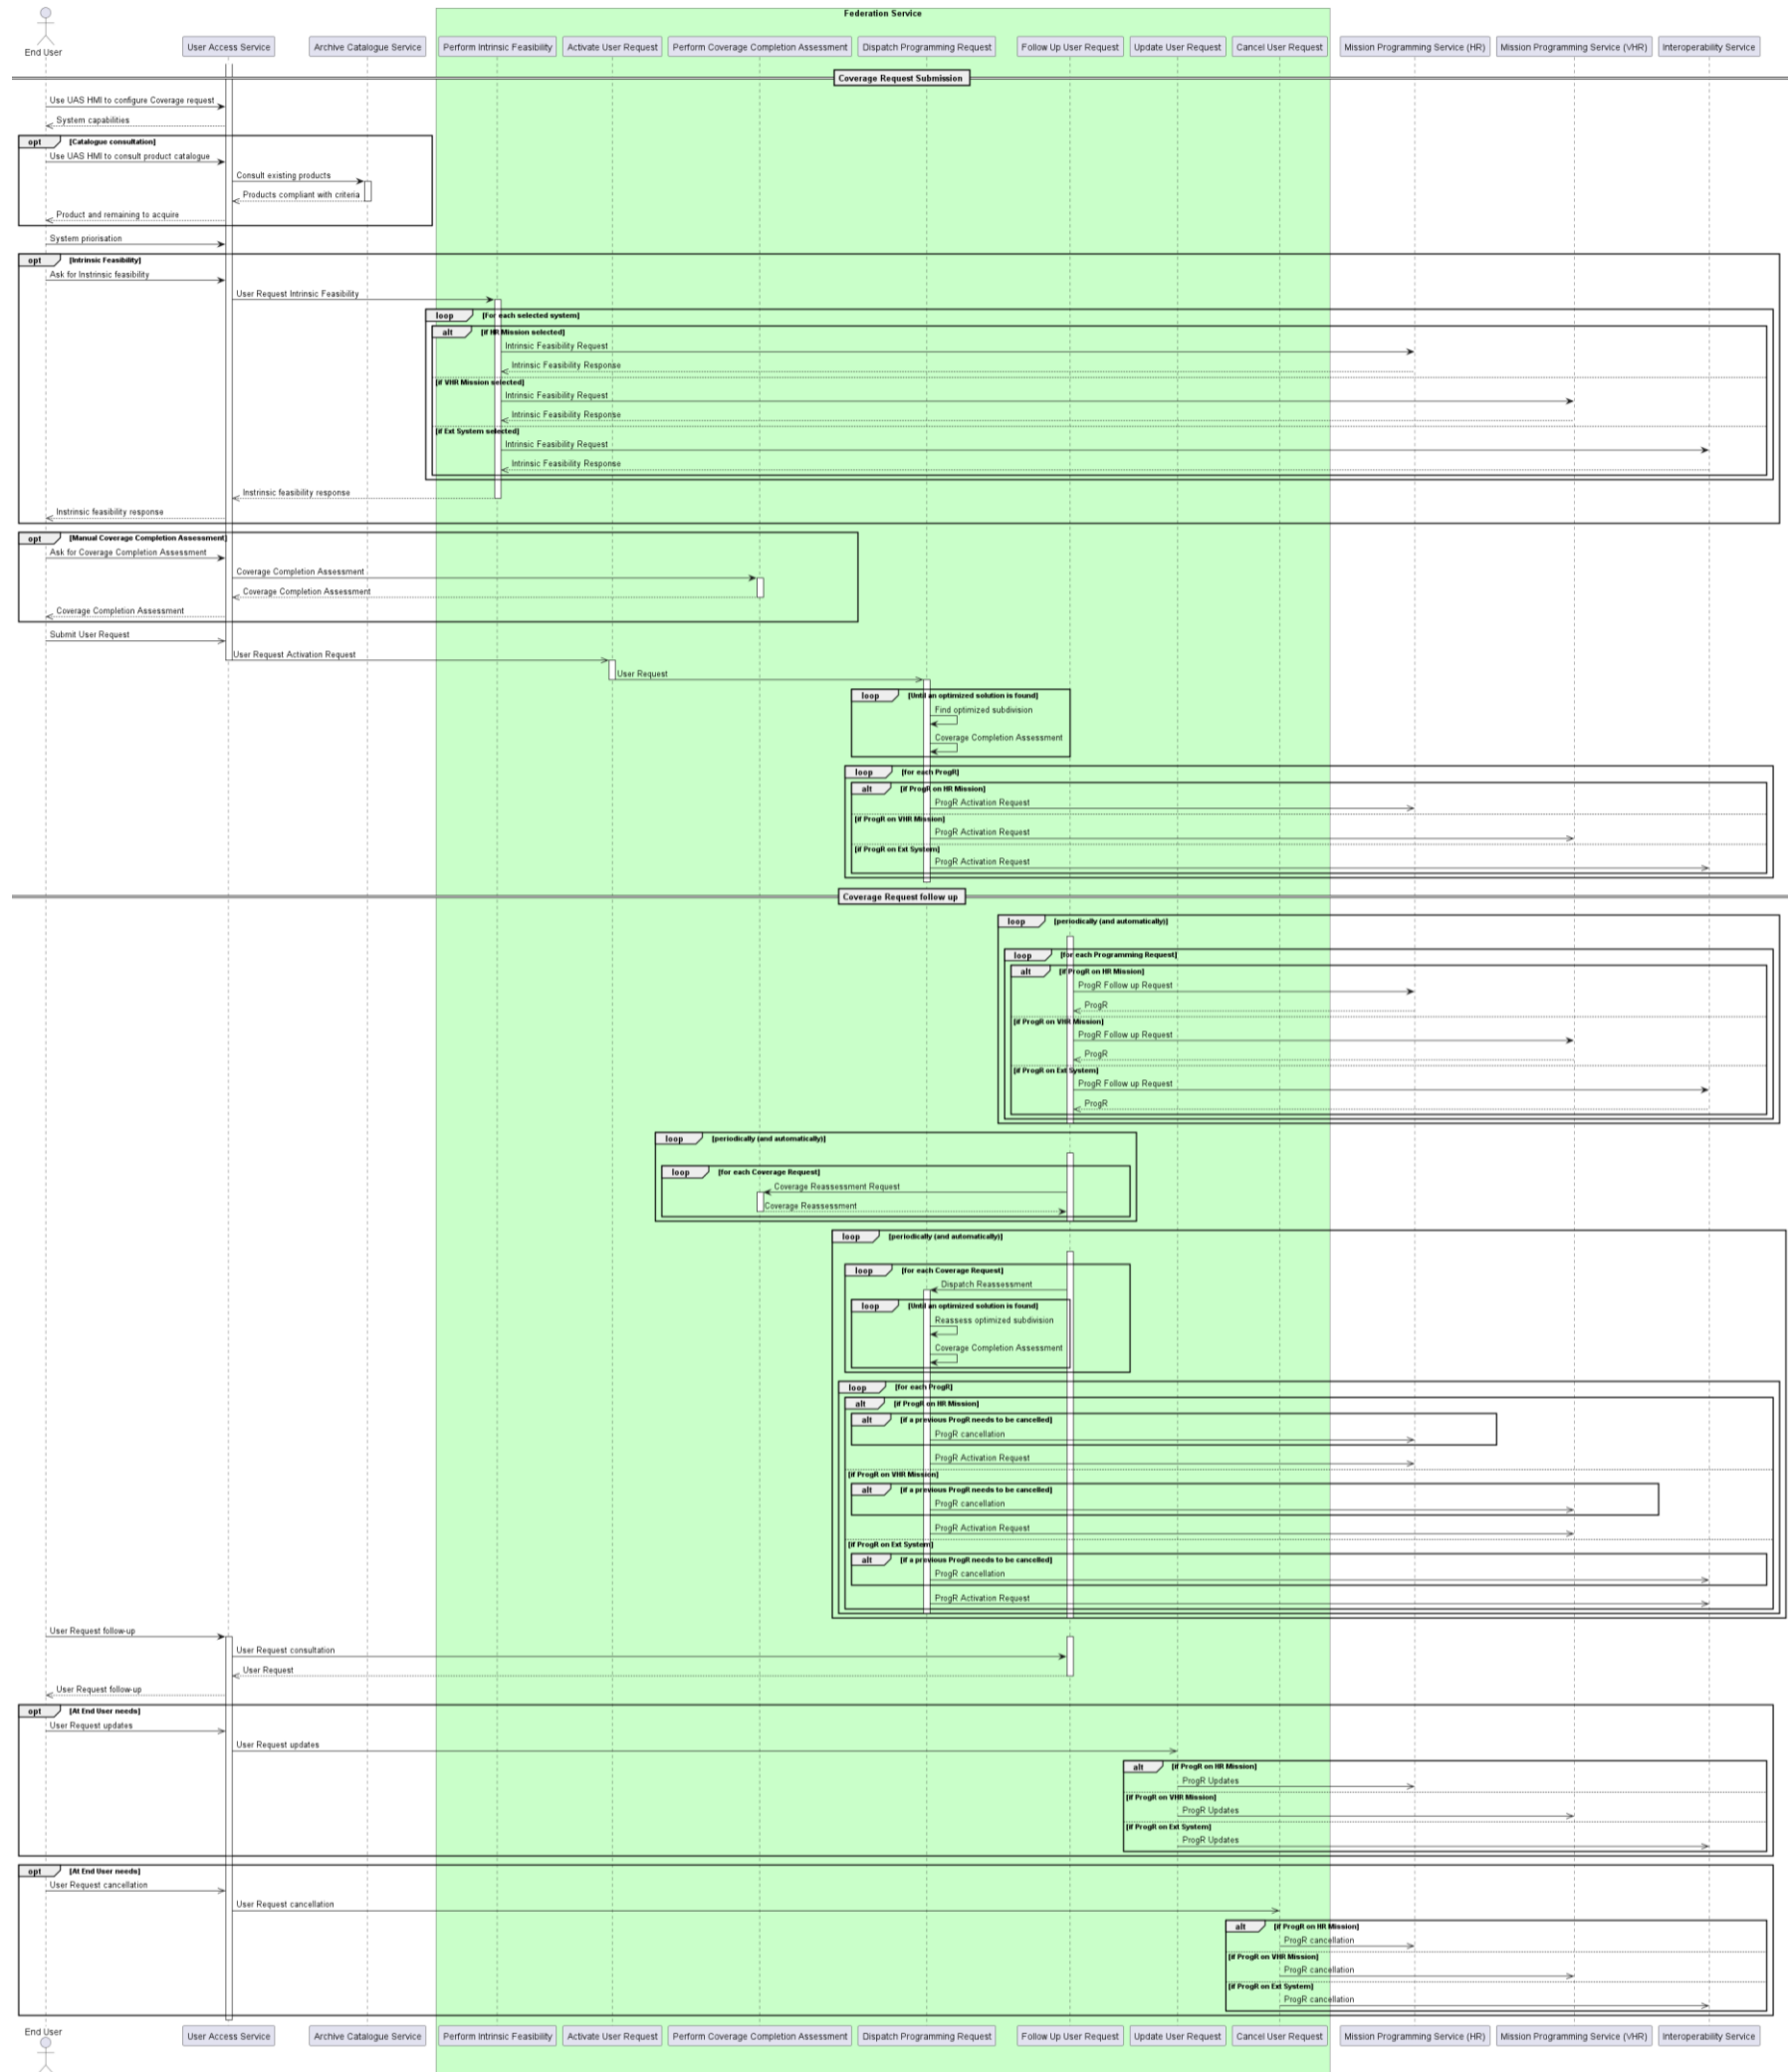 Federation Service
End User
User Access Service
Archive Catalogue Service
Perform Intrinsic Feasibility
Activate User Request
Perform Coverage Completion Assessment
Dispatch Programming Request
Follow Up User Request
Update User Request
Cancel User Request
Mission Programming Service (HR)
Mission Programming Service (VHR)
Interoperability Service
Coverage Request Submission
Use UAS HMI to configure Coverage request
System capabilities
opt [Catalogue consultation]
Use UAS HMI to consult product catalogue
Consult existing products
Products compliant with criteria
Product and remaining to acquire
System priorisation
opt [Intrinsic Feasibility]
Ask for Instrinsic feasibility
User Request Intrinsic Feasibility
loop [For each selected system]
alt [if HR Mission selected]
Intrinsic Feasibility Request
Intrinsic Feasibility Response
[if VHR Mission selected]
Intrinsic Feasibility Request
Intrinsic Feasibility Response
[if Ext System selected]
Intrinsic Feasibility Request
Intrinsic Feasibility Response
Instrinsic feasibility response
Instrinsic feasibility response
opt [Manual Coverage Completion Assessment]
Ask for Coverage Completion Assessment
Coverage Completion Assessment
Coverage Completion Assessment
Coverage Completion Assessment
Submit User Request
User Request Activation Request
User Request
loop [Until an optimized solution is found]
Find optimized subdivision
Coverage Completion Assessment
loop [for each ProgR]
alt [if ProgR on HR Mission]
ProgR Activation Request
[if ProgR on VHR Mission]
ProgR Activation Request
[if ProgR on Ext System]
ProgR Activation Request
Coverage Request follow up
loop [periodically (and automatically)]
loop [for each Programming Request]
alt [if ProgR on HR Mission]
ProgR Follow up Request
ProgR
[if ProgR on VHR Mission]
ProgR Follow up Request
ProgR
[if ProgR on Ext System]
ProgR Follow up Request
ProgR
loop [periodically (and automatically)]
loop [for each Coverage Request]
Coverage Reassessment Request
Coverage Reassessment
loop [periodically (and automatically)]
loop [for each Coverage Request]
Dispatch Reassessment
loop [Until an optimized solution is found]
Reassess optimized subdivision
Coverage Completion Assessment
loop [for each ProgR]
alt [if ProgR on HR Mission]
alt [if a previous ProgR needs to be cancelled]
ProgR cancellation
ProgR Activation Request
[if ProgR on VHR Mission]
alt [if a previous ProgR needs to be cancelled]
ProgR cancellation
ProgR Activation Request
[if ProgR on Ext System]
alt [if a previous ProgR needs to be cancelled]
ProgR cancellation
ProgR Activation Request
User Request follow-up
User Request consultation
User Request
User Request follow-up
opt [At End User needs]
User Request updates
User Request updates
alt [if ProgR on HR Mission]
ProgR Updates
[if ProgR on VHR Mission]
ProgR Updates
[if ProgR on Ext System]
ProgR Updates
opt [At End User needs]
User Request cancellation
User Request cancellation
alt [if ProgR on HR Mission]
ProgR cancellation
[if ProgR on VHR Mission]
ProgR cancellation
[if ProgR on Ext System]
ProgR cancellation
End User
User Access Service
Archive Catalogue Service
Perform Intrinsic Feasibility
Activate User Request
Perform Coverage Completion Assessment
Dispatch Programming Request
Follow Up User Request
Update User Request
Cancel User Request
Mission Programming Service (HR)
Mission Programming Service (VHR)
Interoperability Service